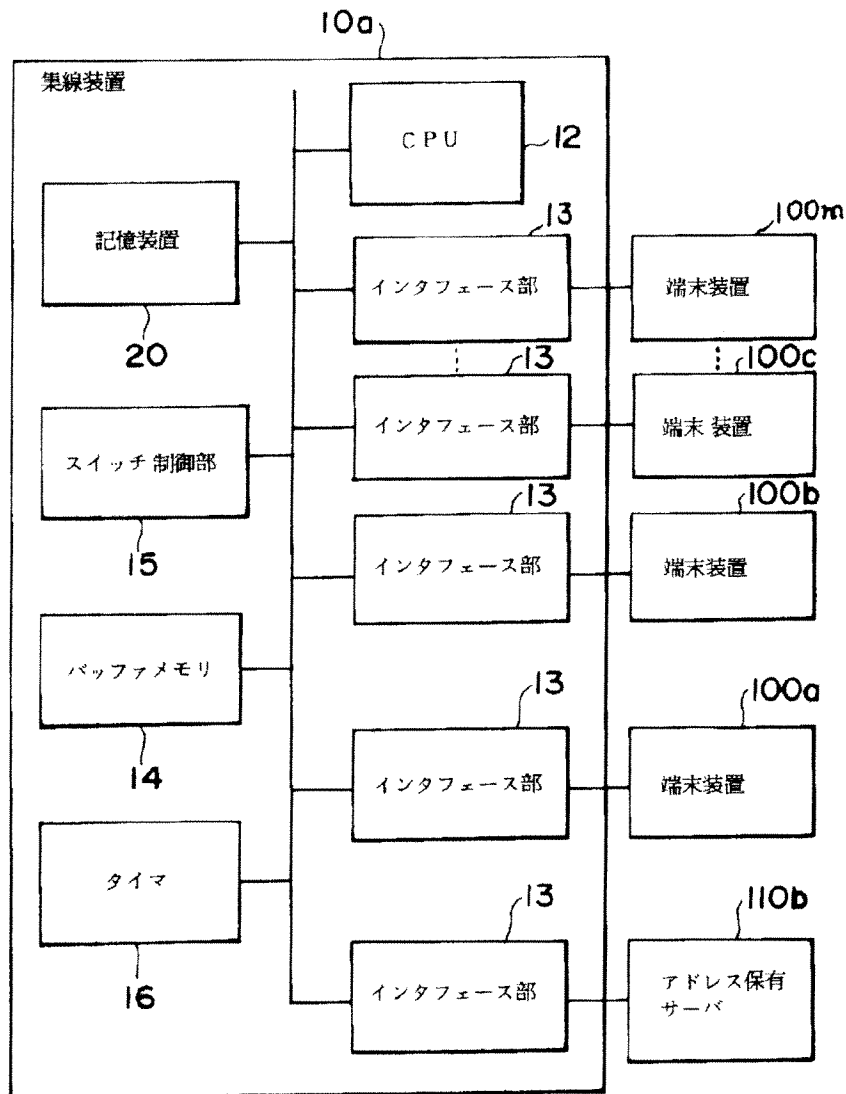 10a
集線装置
CPU
12
記憶装置
20
13
インタフェース部
100m
端末装置
13
インタフェース部
100c
端末装置
スイッチ制御部
15
13
インタフェース部
100b
端末装置
バッファメモリ
14
13
インタフェース部
100a
端末装置
タイマ
16
13
インタフェース部
110b
アドレス保有
サーバ